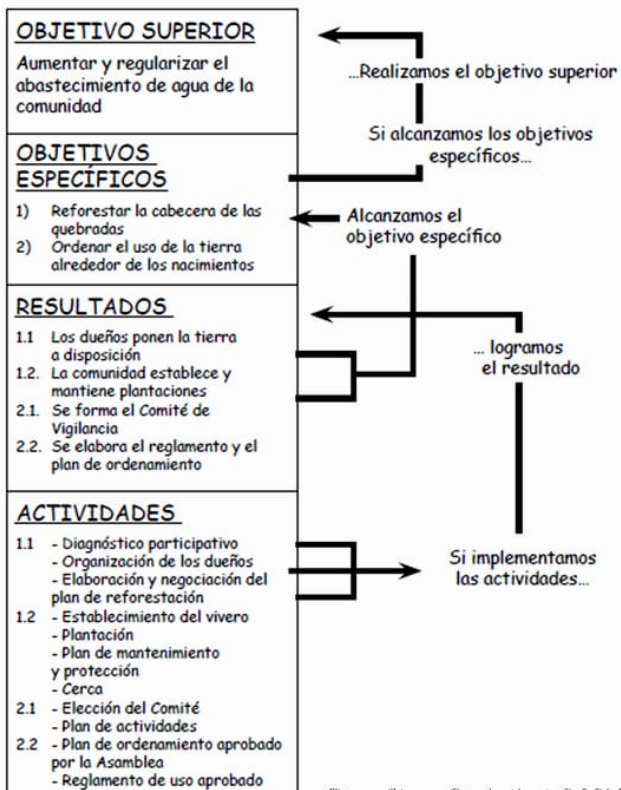 OBJETIVO SUPERIOR
Aumentar y regularizar el
abastecimiento de agua de la
comunidad
...Realizamos el objetivo superior
Si alcanzamos los objetivos
específicos...
OBJETIVOS
ESPECÍFICOS
1) Reforestar la cabecera de las
quebradas
2) Ordenar el uso de la tierra
alrededor de los nacimientos
Alcanzamos el
objetivo específico
RESULTADOS
1.1 Los dueños ponen la tierra
a disposición
1.2. La comunidad establece y
mantiene plantaciones
2.1. Se forma el Comité de
Vigilancia
2.2. Se elabora el reglamento y el
plan de ordenamiento
... logramos
el resultado
ACTIVIDADES
1.1 - Diagnóstico participativo
- Organización de los dueños
- Elaboración y negociación del
plan de reforestación
1.2 - Establecimiento del vivero
- Plantación
- Plan de mantenimiento
y protección
- Cerca
2.1 - Elección del Comité
- Plan de actividades
2.2 - Plan de ordenamiento aprobado
por la Asamblea
- Reglamento de uso aprobado
Si implementamos
las actividades...